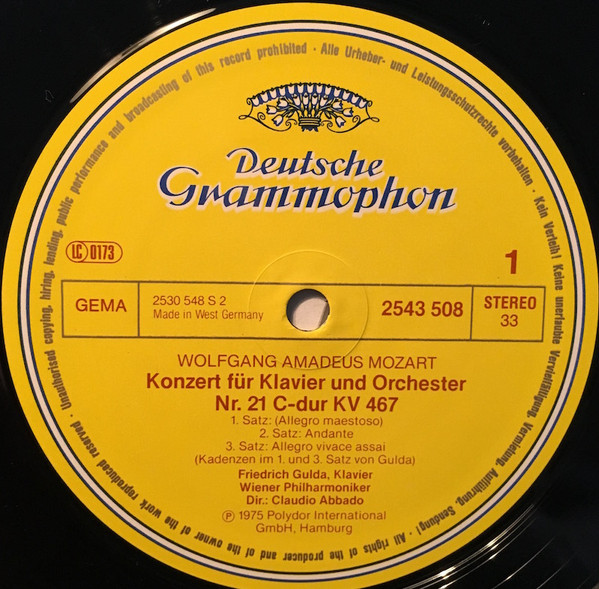 Unauthorised copying, hiring, lending, public performance and broadcasting of this record prohibited · Alle Urheber- und Leistungsschutzrechte vorbehalten · Kein Verleih! Keine unerlaubte Vervielfältigung, Vermietung, Aufführung, Sendung! · All rights of the producer and of the owner of the work reproduced reserved ·
Deutsche
Grammophon
LC 0173
1
GEMA
2530 548 S 2
Made in West Germany
2543 508
STEREO
33
WOLFGANG AMADEUS MOZART
Konzert für Klavier und Orchester
Nr. 21 C-dur KV 467
1. Satz: (Allegro maestoso)
2. Satz: Andante
3. Satz: Allegro vivace assai
(Kadenzen im 1. und 3. Satz von Gulda)
Friedrich Gulda, Klavier
Wiener Philharmoniker
Dir.: Claudio Abbado
℗ 1975 Polydor International
GmbH, Hamburg